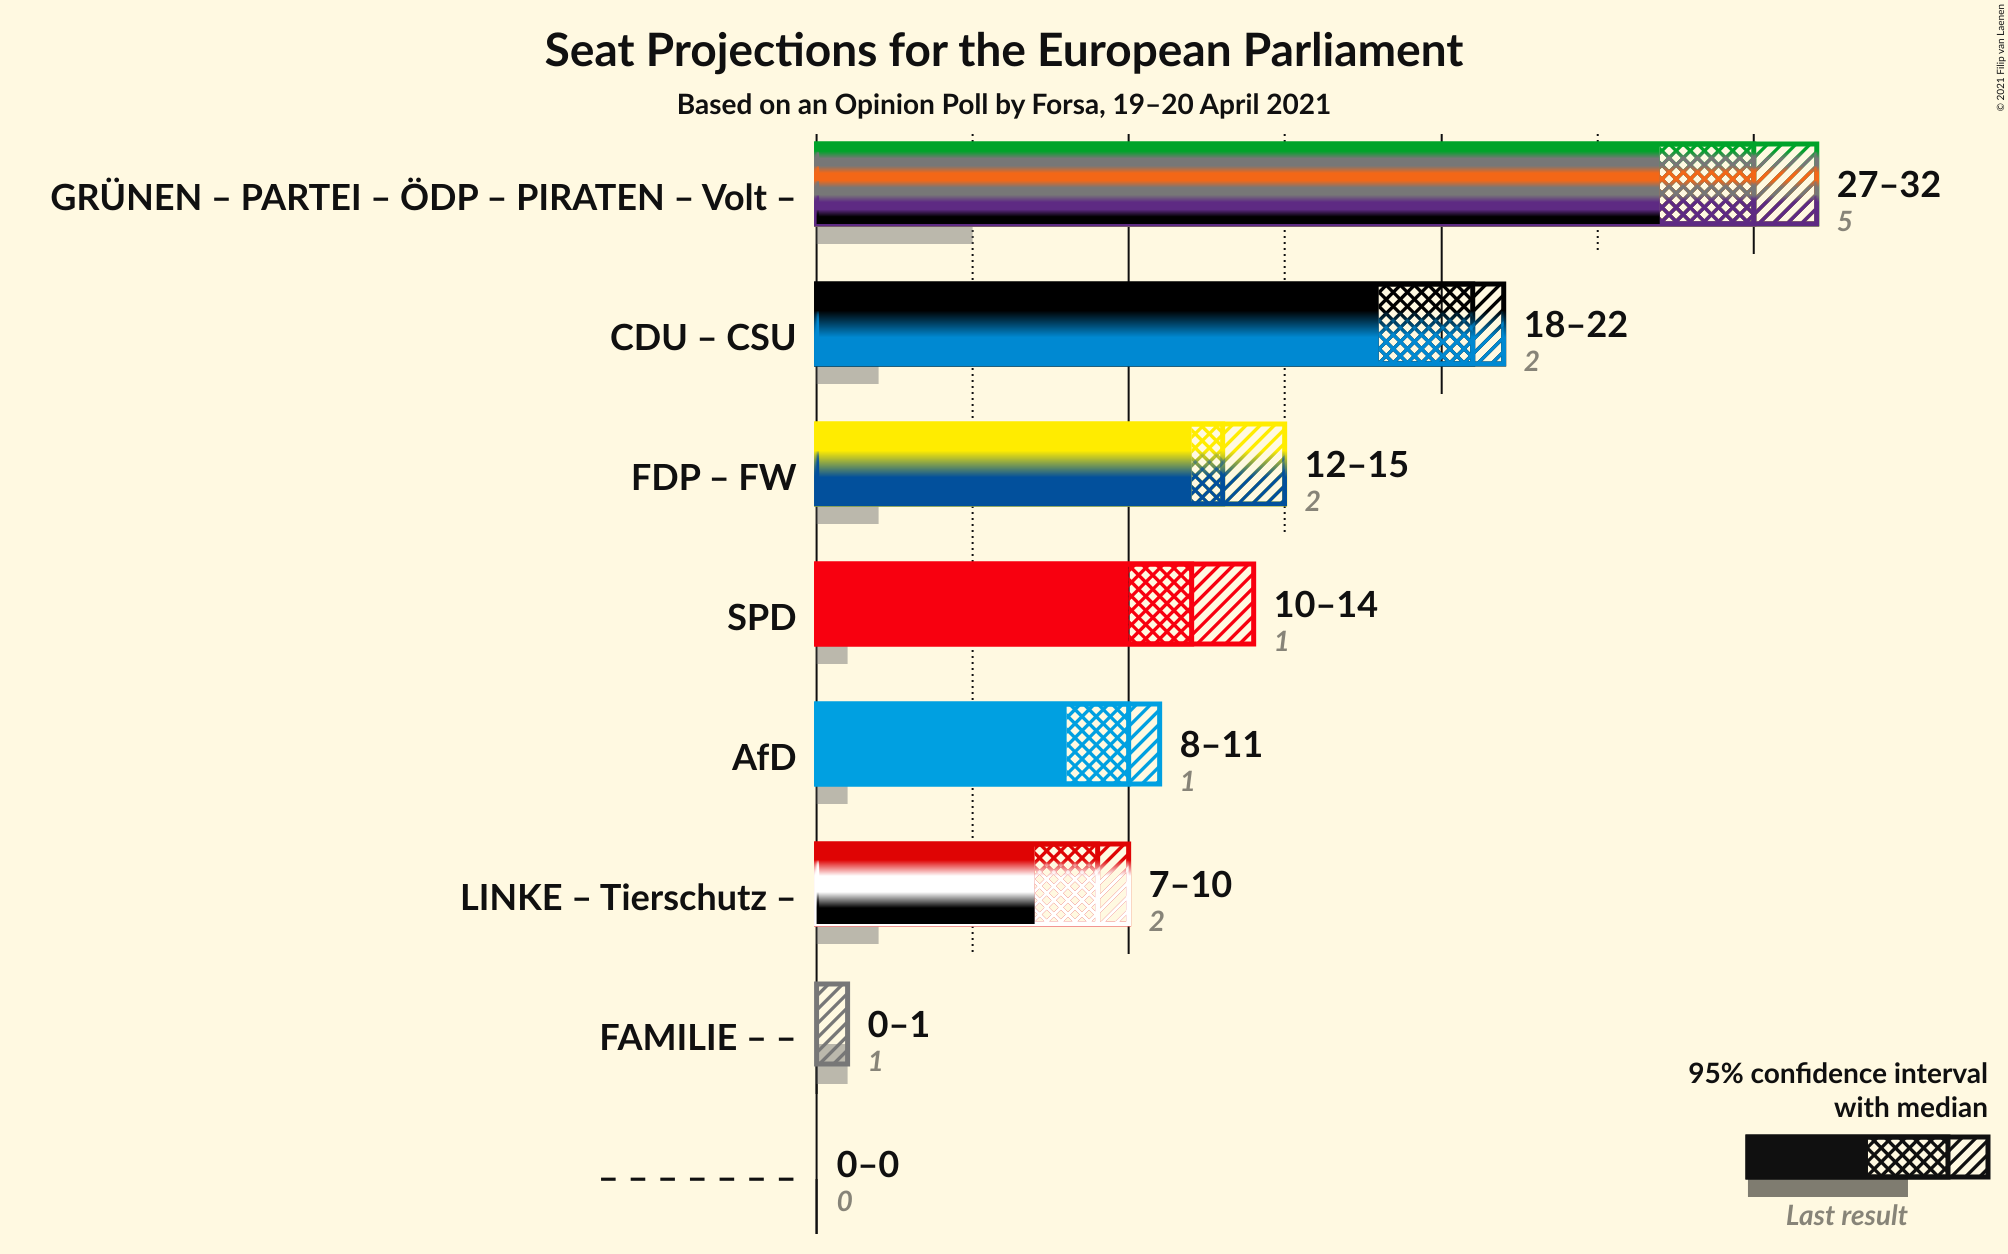 Seat Projections for the European Parliament
Based on an Opinion Poll by Forsa, 19–20 April 2021
© 2021 Filip van Laenen
GRÜNEN – PARTEI – ÖDP – PIRATEN – Volt –
27–32
5
CDU – CSU
18–22
2
FDP – FW
12–15
2
SPD
10–14
1
AfD
8–11
1
LINKE – Tierschutz –
7–10
2
FAMILIE – –
0–1
1
– – – – – – –
0–0
0
95% confidence interval
with median
Last result